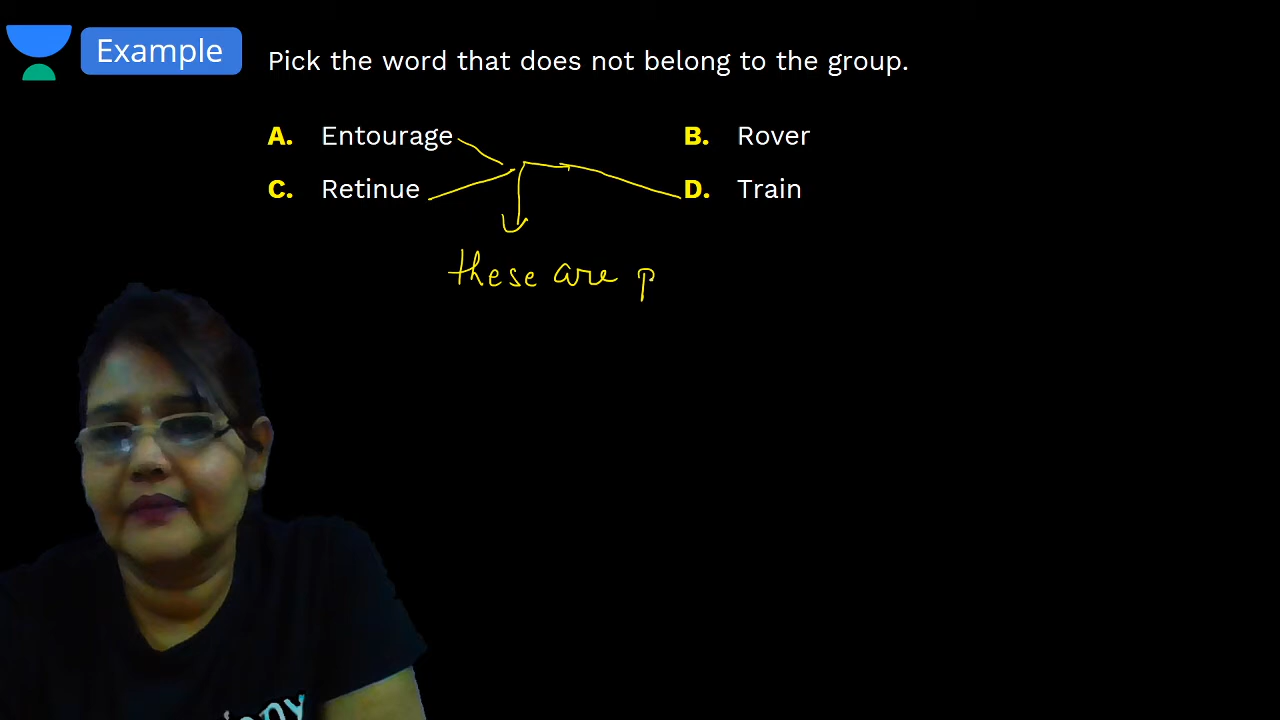 Example Pick the word that does not belong to the group.
A. Entourage B. Rover
C. Retinue D. Train
these are p